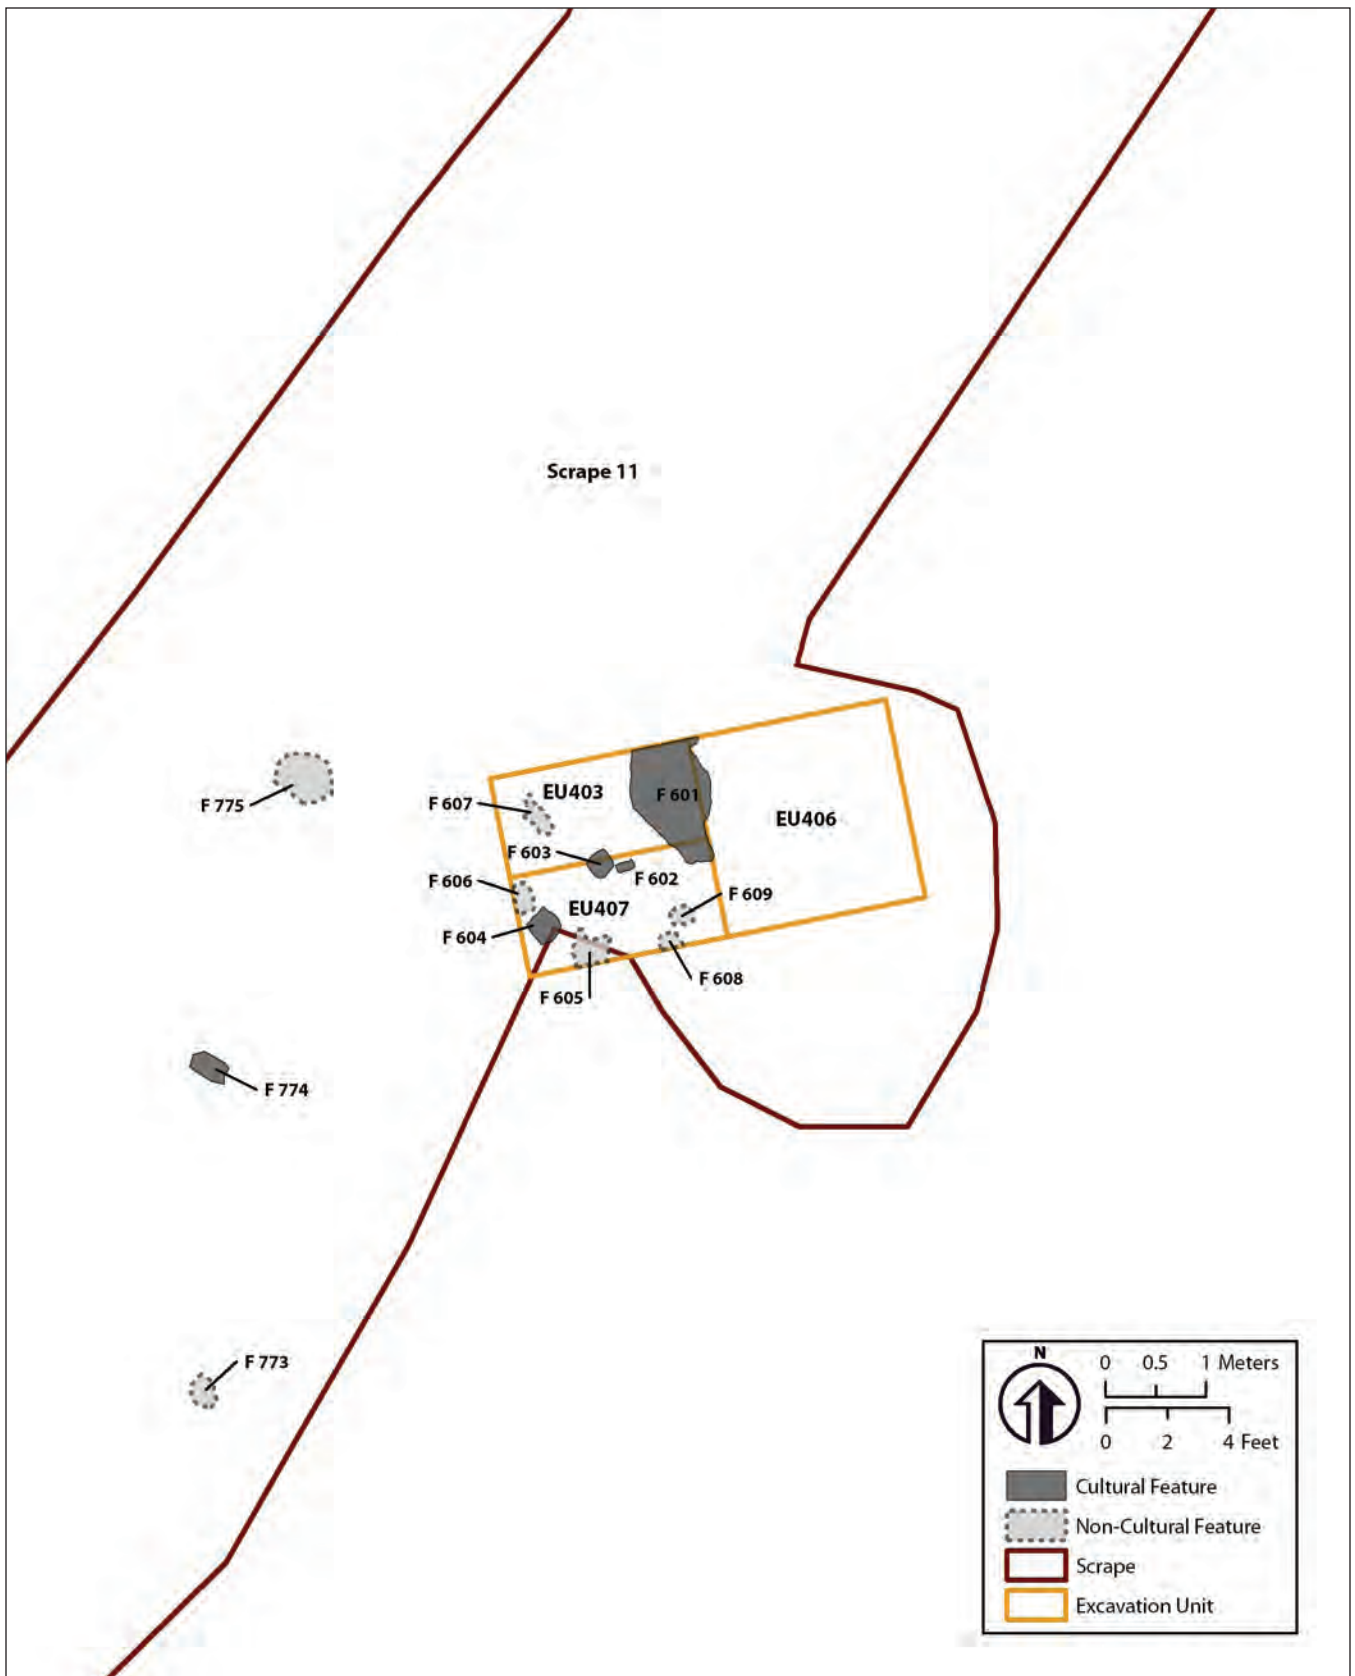 Scrape 11
F 775
F 607
EU403
F 601
EU406
F 603
F 602
F 606
EU407
F 609
F 604
F 605
F 608
F 774
F 773
N
0 0.5 1 Meters
0 2 4 Feet
Cultural Feature
Non-Cultural Feature
Scrape
Excavation Unit